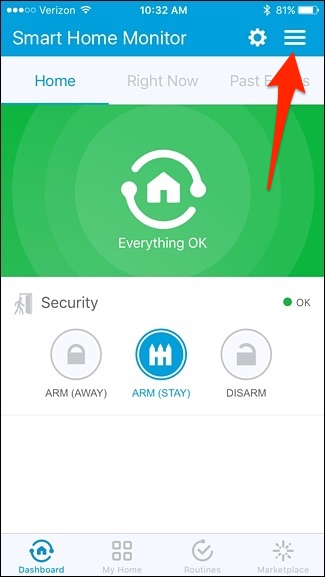 Verizon 10:32 AM 81%
Smart Home Monitor
Home Right Now Past
Everything OK
Security OK
ARM (AWAY) ARM (STAY) DISARM
Dashboard My Home Routines Marketplace